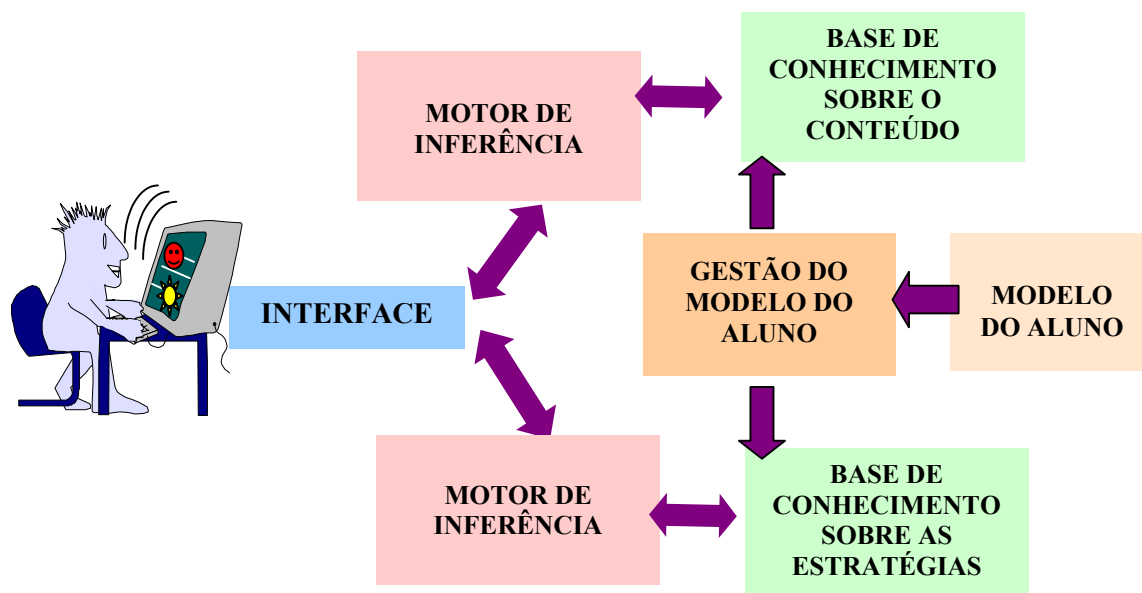 MOTOR DE
INFERÊNCIA
BASE DE
CONHECIMENTO
SOBRE O
CONTEÚDO
INTERFACE
GESTÃO DO
MODELO DO
ALUNO
MODELO
DO ALUNO
MOTOR DE
INFERÊNCIA
BASE DE
CONHECIMENTO
SOBRE AS
ESTRATÉGIAS